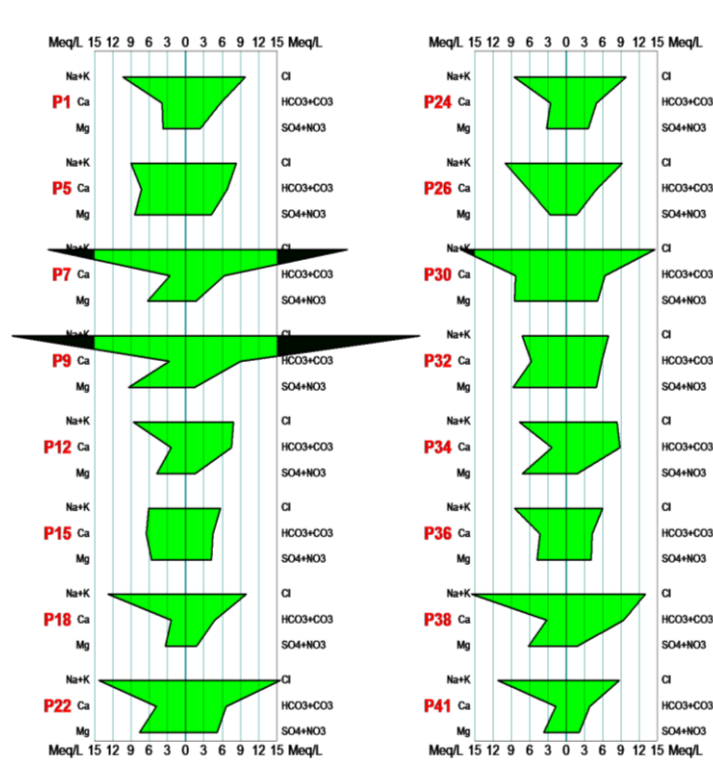 Meq/L 15 12 9 6 3 0 3 6 9 12 15 Meq/L
Na+K Cl
P1 Ca HCO3+CO3
Mg SO4+NO3
Na+K Cl
P5 Ca HCO3+CO3
Mg SO4+NO3
Na+K Cl
P7 Ca HCO3+CO3
Mg SO4+NO3
Na+K Cl
P9 Ca HCO3+CO3
Mg SO4+NO3
Na+K Cl
P12 Ca HCO3+CO3
Mg SO4+NO3
Na+K Cl
P15 Ca HCO3+CO3
Mg SO4+NO3
Na+K Cl
P18 Ca HCO3+CO3
Mg SO4+NO3
Na+K Cl
P22 Ca HCO3+CO3
Mg SO4+NO3
Meq/L 15 12 9 6 3 0 3 6 9 12 15 Meq/L
Meq/L 15 12 9 6 3 0 3 6 9 12 15 Meq/L
Na+K Cl
P24 Ca HCO3+CO3
Mg SO4+NO3
Na+K Cl
P26 Ca HCO3+CO3
Mg SO4+NO3
Na+K Cl
P30 Ca HCO3+CO3
Mg SO4+NO3
Na+K Cl
P32 Ca HCO3+CO3
Mg SO4+NO3
Na+K Cl
P34 Ca HCO3+CO3
Mg SO4+NO3
Na+K Cl
P36 Ca HCO3+CO3
Mg SO4+NO3
Na+K Cl
P38 Ca HCO3+CO3
Mg SO4+NO3
Na+K Cl
P41 Ca HCO3+CO3
Mg SO4+NO3
Meq/L 15 12 9 6 3 0 3 6 9 12 15 Meq/L